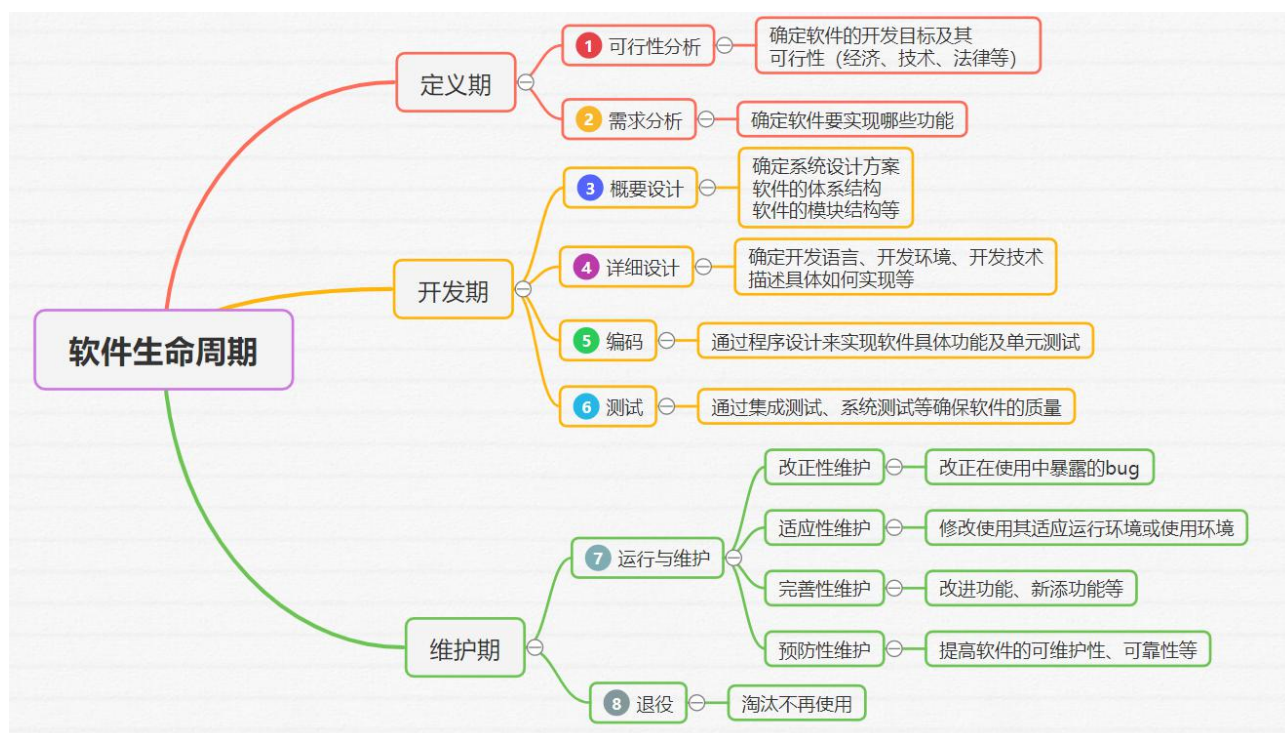 软件生命周期
定义期
1 可行性分析
确定软件的开发目标及其
可行性（经济、技术、法律等）
2 需求分析
确定软件要实现哪些功能
开发期
3 概要设计
确定系统设计方案
软件的体系结构
软件的模块结构等
4 详细设计
确定开发语言、开发环境、开发技术
描述具体如何实现等
5 编码
通过程序设计来实现软件具体功能及单元测试
6 测试
通过集成测试、系统测试等确保软件的质量
维护期
7 运行与维护
改正性维护
改正在使用中暴露的bug
适应性维护
修改使用其适应运行环境或使用环境
完善性维护
改进功能、新添功能等
预防性维护
提高软件的可维护性、可靠性等
8 退役
淘汰不再使用